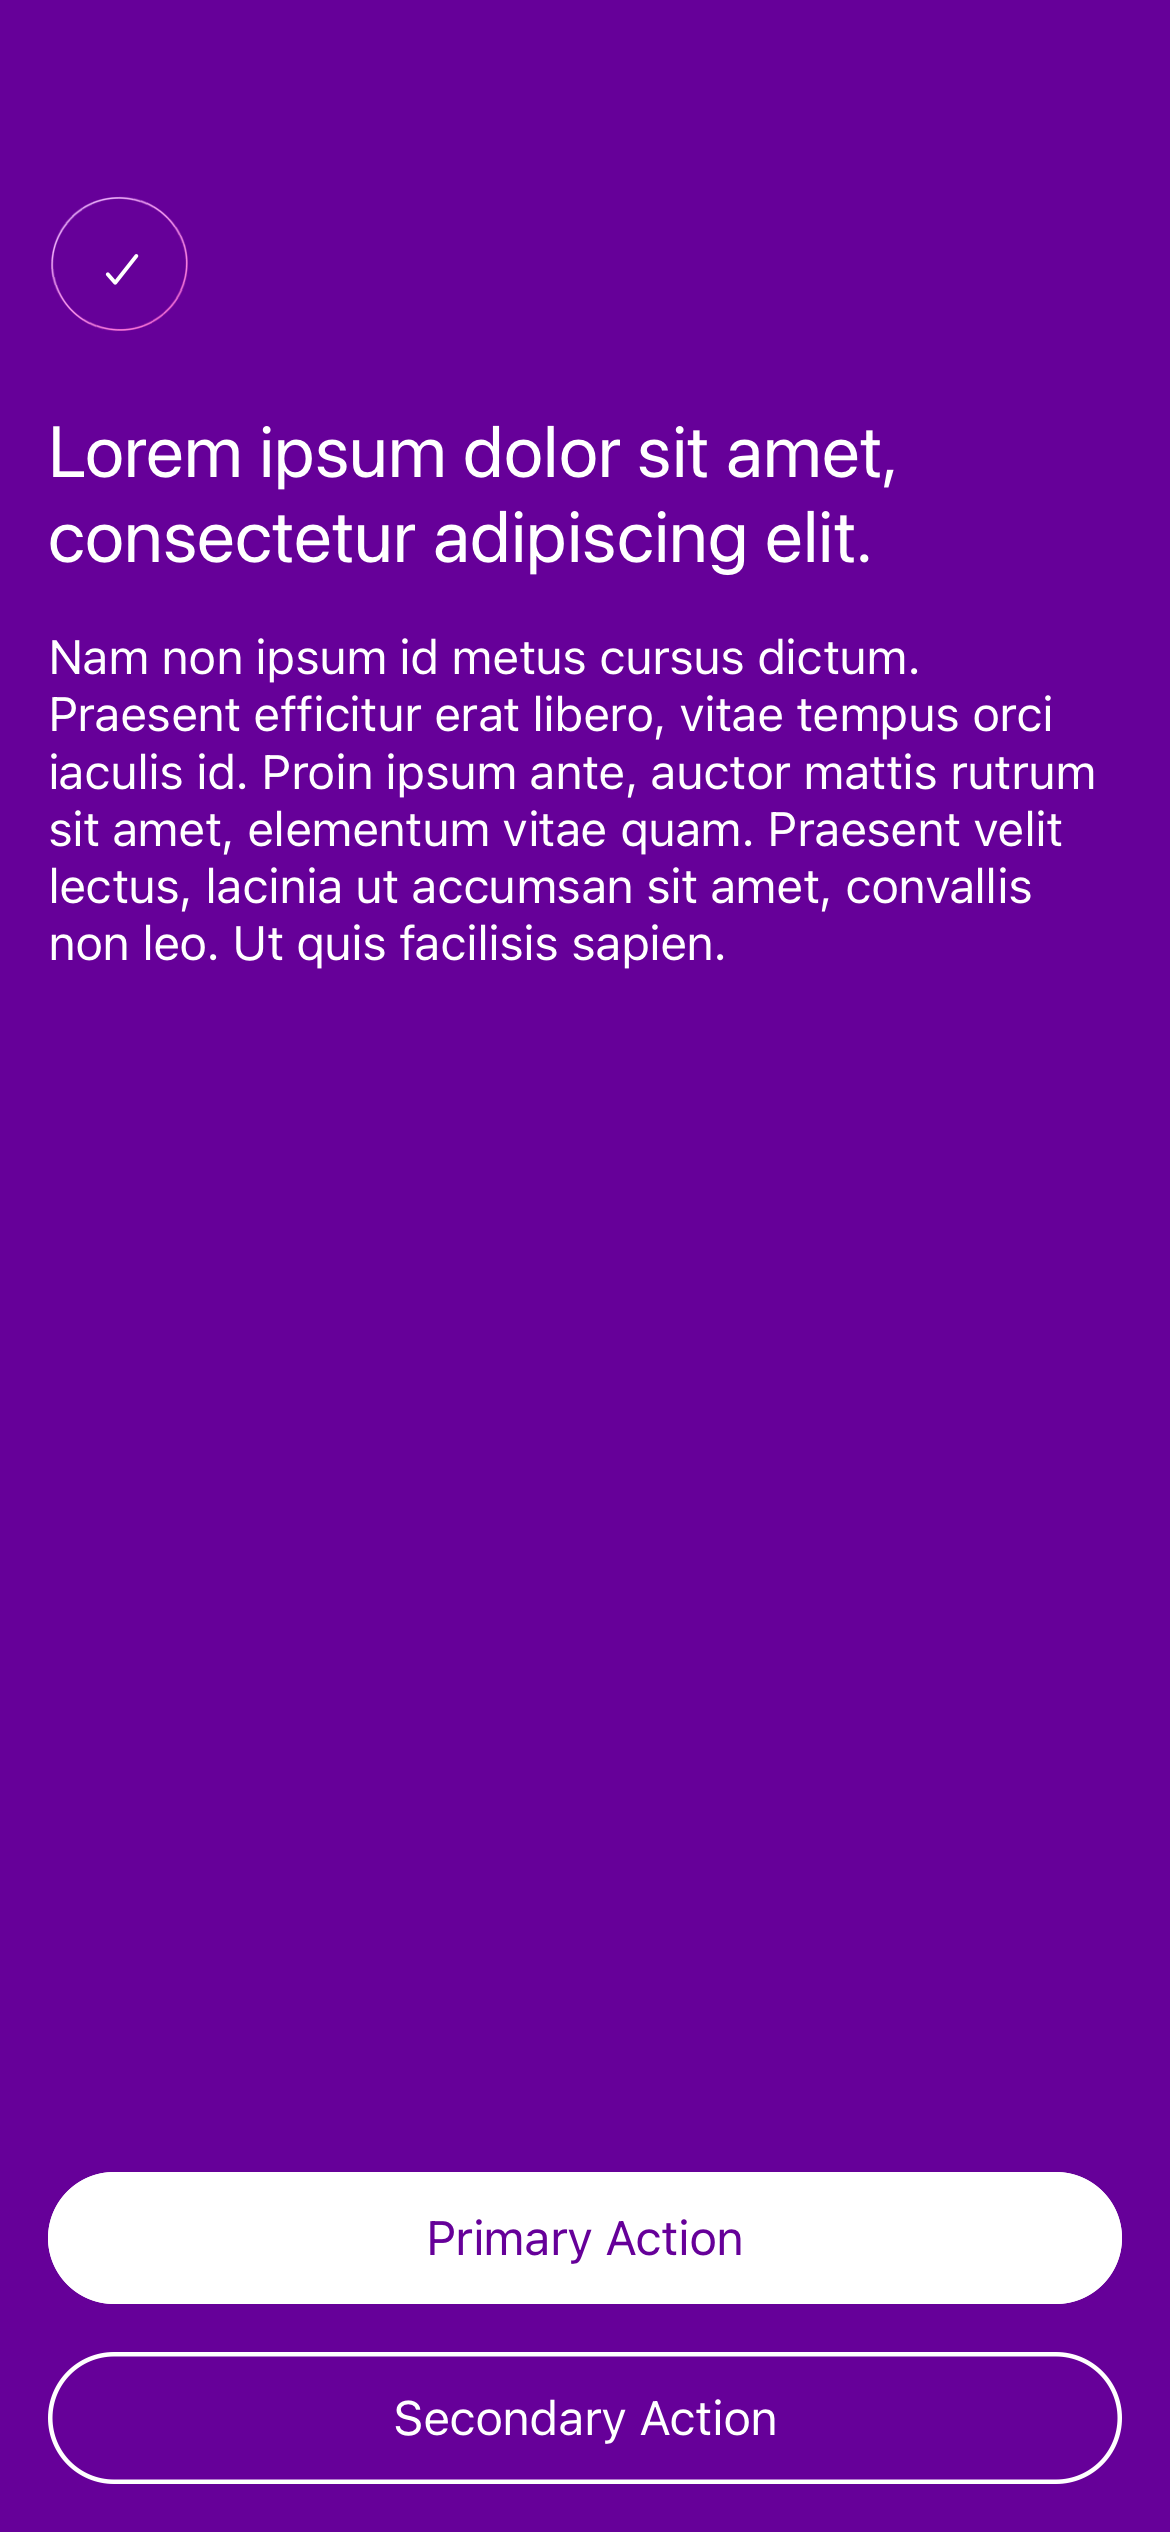 Lorem ipsum dolor sit amet,
consectetur adipiscing elit.
Nam non ipsum id metus cursus dictum.
Praesent efficitur erat libero, vitae tempus orci
iaculis id. Proin ipsum ante, auctor mattis rutrum
sit amet, elementum vitae quam. Praesent velit
lectus, lacinia ut accumsan sit amet, convallis
non leo. Ut quis facilisis sapien.
Primary Action
Secondary Action